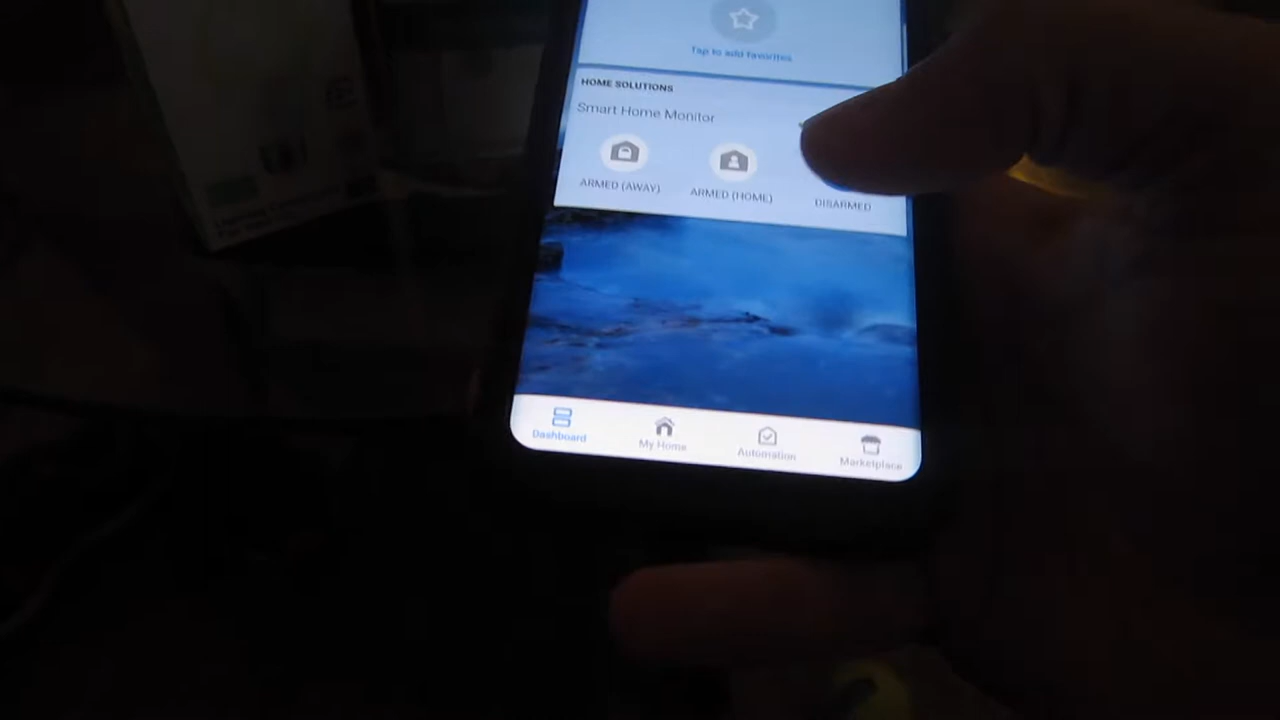 Tap to add favorites
HOME SOLUTIONS
Smart Home Monitor
ARMED (AWAY)
ARMED (HOME)
DISARMED
Dashboard
My Home
Automation
Marketplace